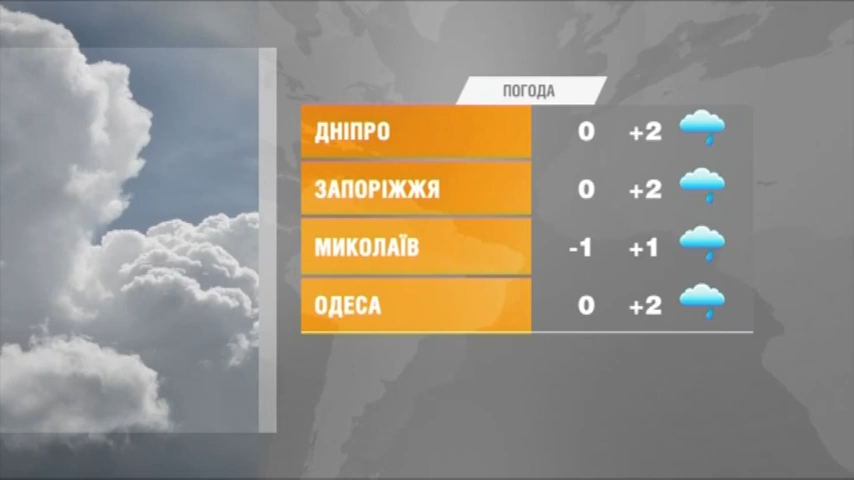 ПОГОДА
ДНІПРО 0 +2
ЗАПОРІЖЖЯ 0 +2
МИКОЛАЇВ -1 +1
ОДЕСА 0 +2